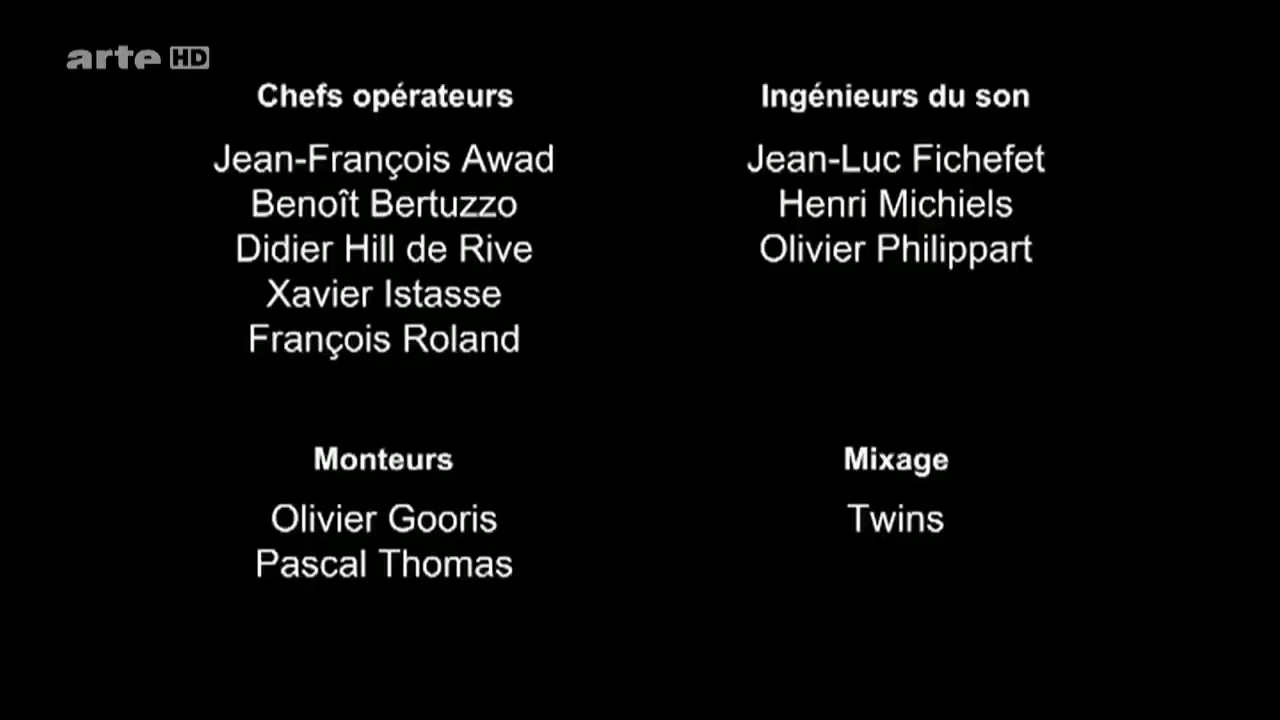 arte HD
Chefs opérateurs
Jean-François Awad
Benoît Bertuzzo
Didier Hill de Rive
Xavier Istasse
François Roland
Ingénieurs du son
Jean-Luc Fichefet
Henri Michiels
Olivier Philippart
Monteurs
Olivier Gooris
Pascal Thomas
Mixage
Twins